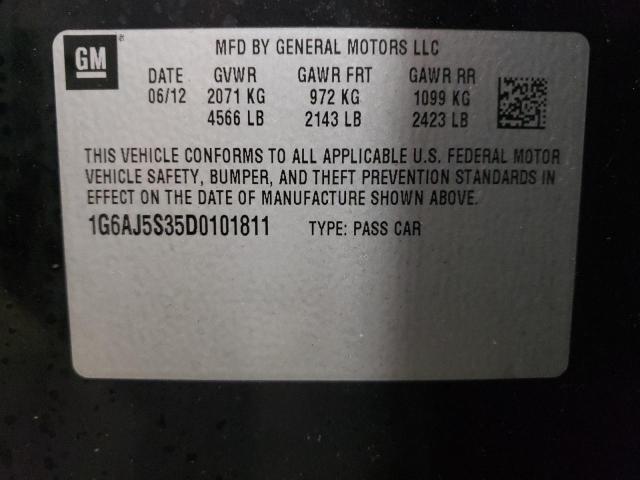 GM ® MFD BY GENERAL MOTORS LLC
DATE GVWR GAWR FRT GAWR RR
06/12 2071 KG 972 KG 1099 KG
4566 LB 2143 LB 2423 LB
THIS VEHICLE CONFORMS TO ALL APPLICABLE U.S. FEDERAL MOTOR
VEHICLE SAFETY, BUMPER, AND THEFT PREVENTION STANDARDS IN
EFFECT ON THE DATE OF MANUFACTURE SHOWN ABOVE.
1G6AJ5S35D0101811 TYPE: PASS CAR